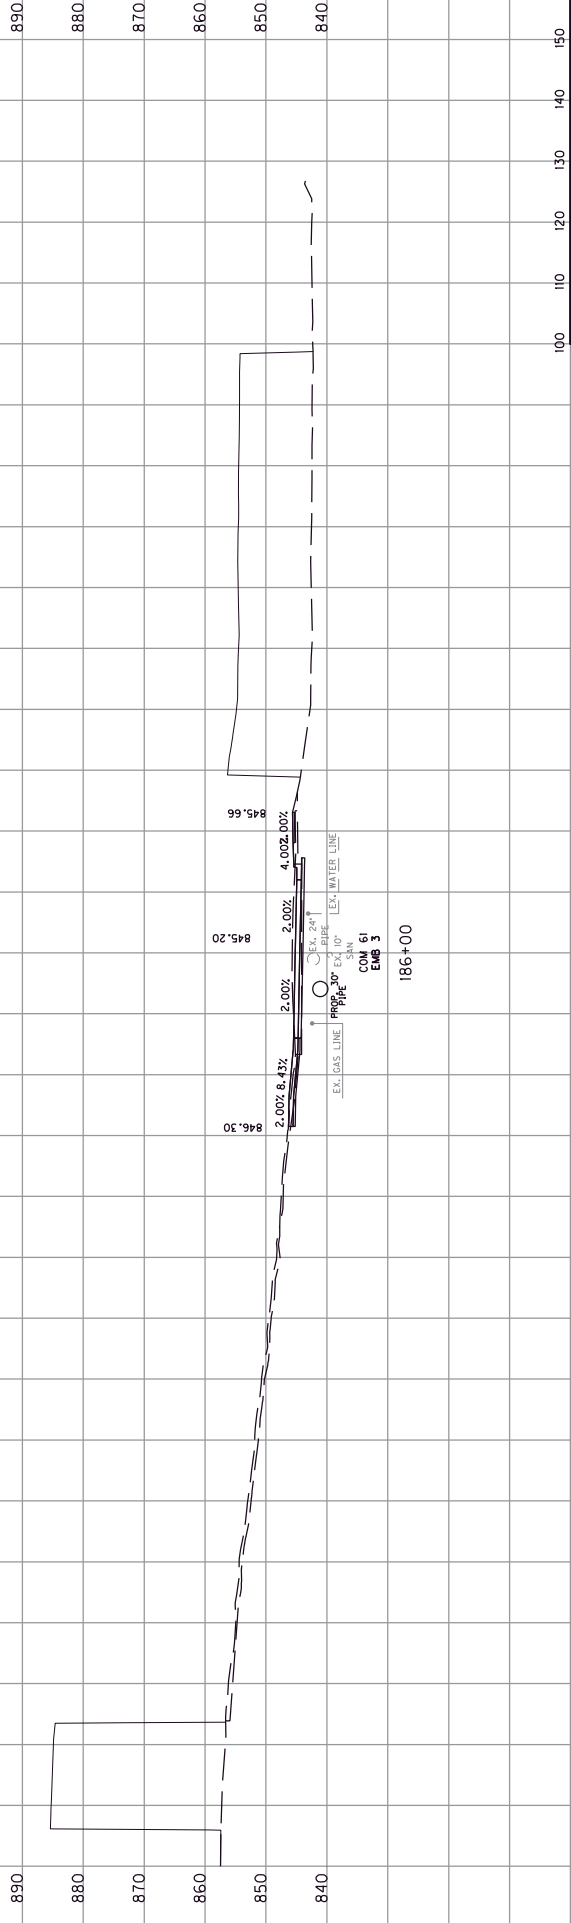 890
880
870
860
850
840
150
140
130
120
110
100
845.66
2.00%
4.00%
2.00%
845.20
2.00%
8.43%
2.00%
846.30
EX. WATER LINE
EX. 24"
PIPE
EX. 10"
SAN
PROP. 30"
PIPE
EX. GAS LINE
COM 61
EMB 3
186+00
890
880
870
860
850
840